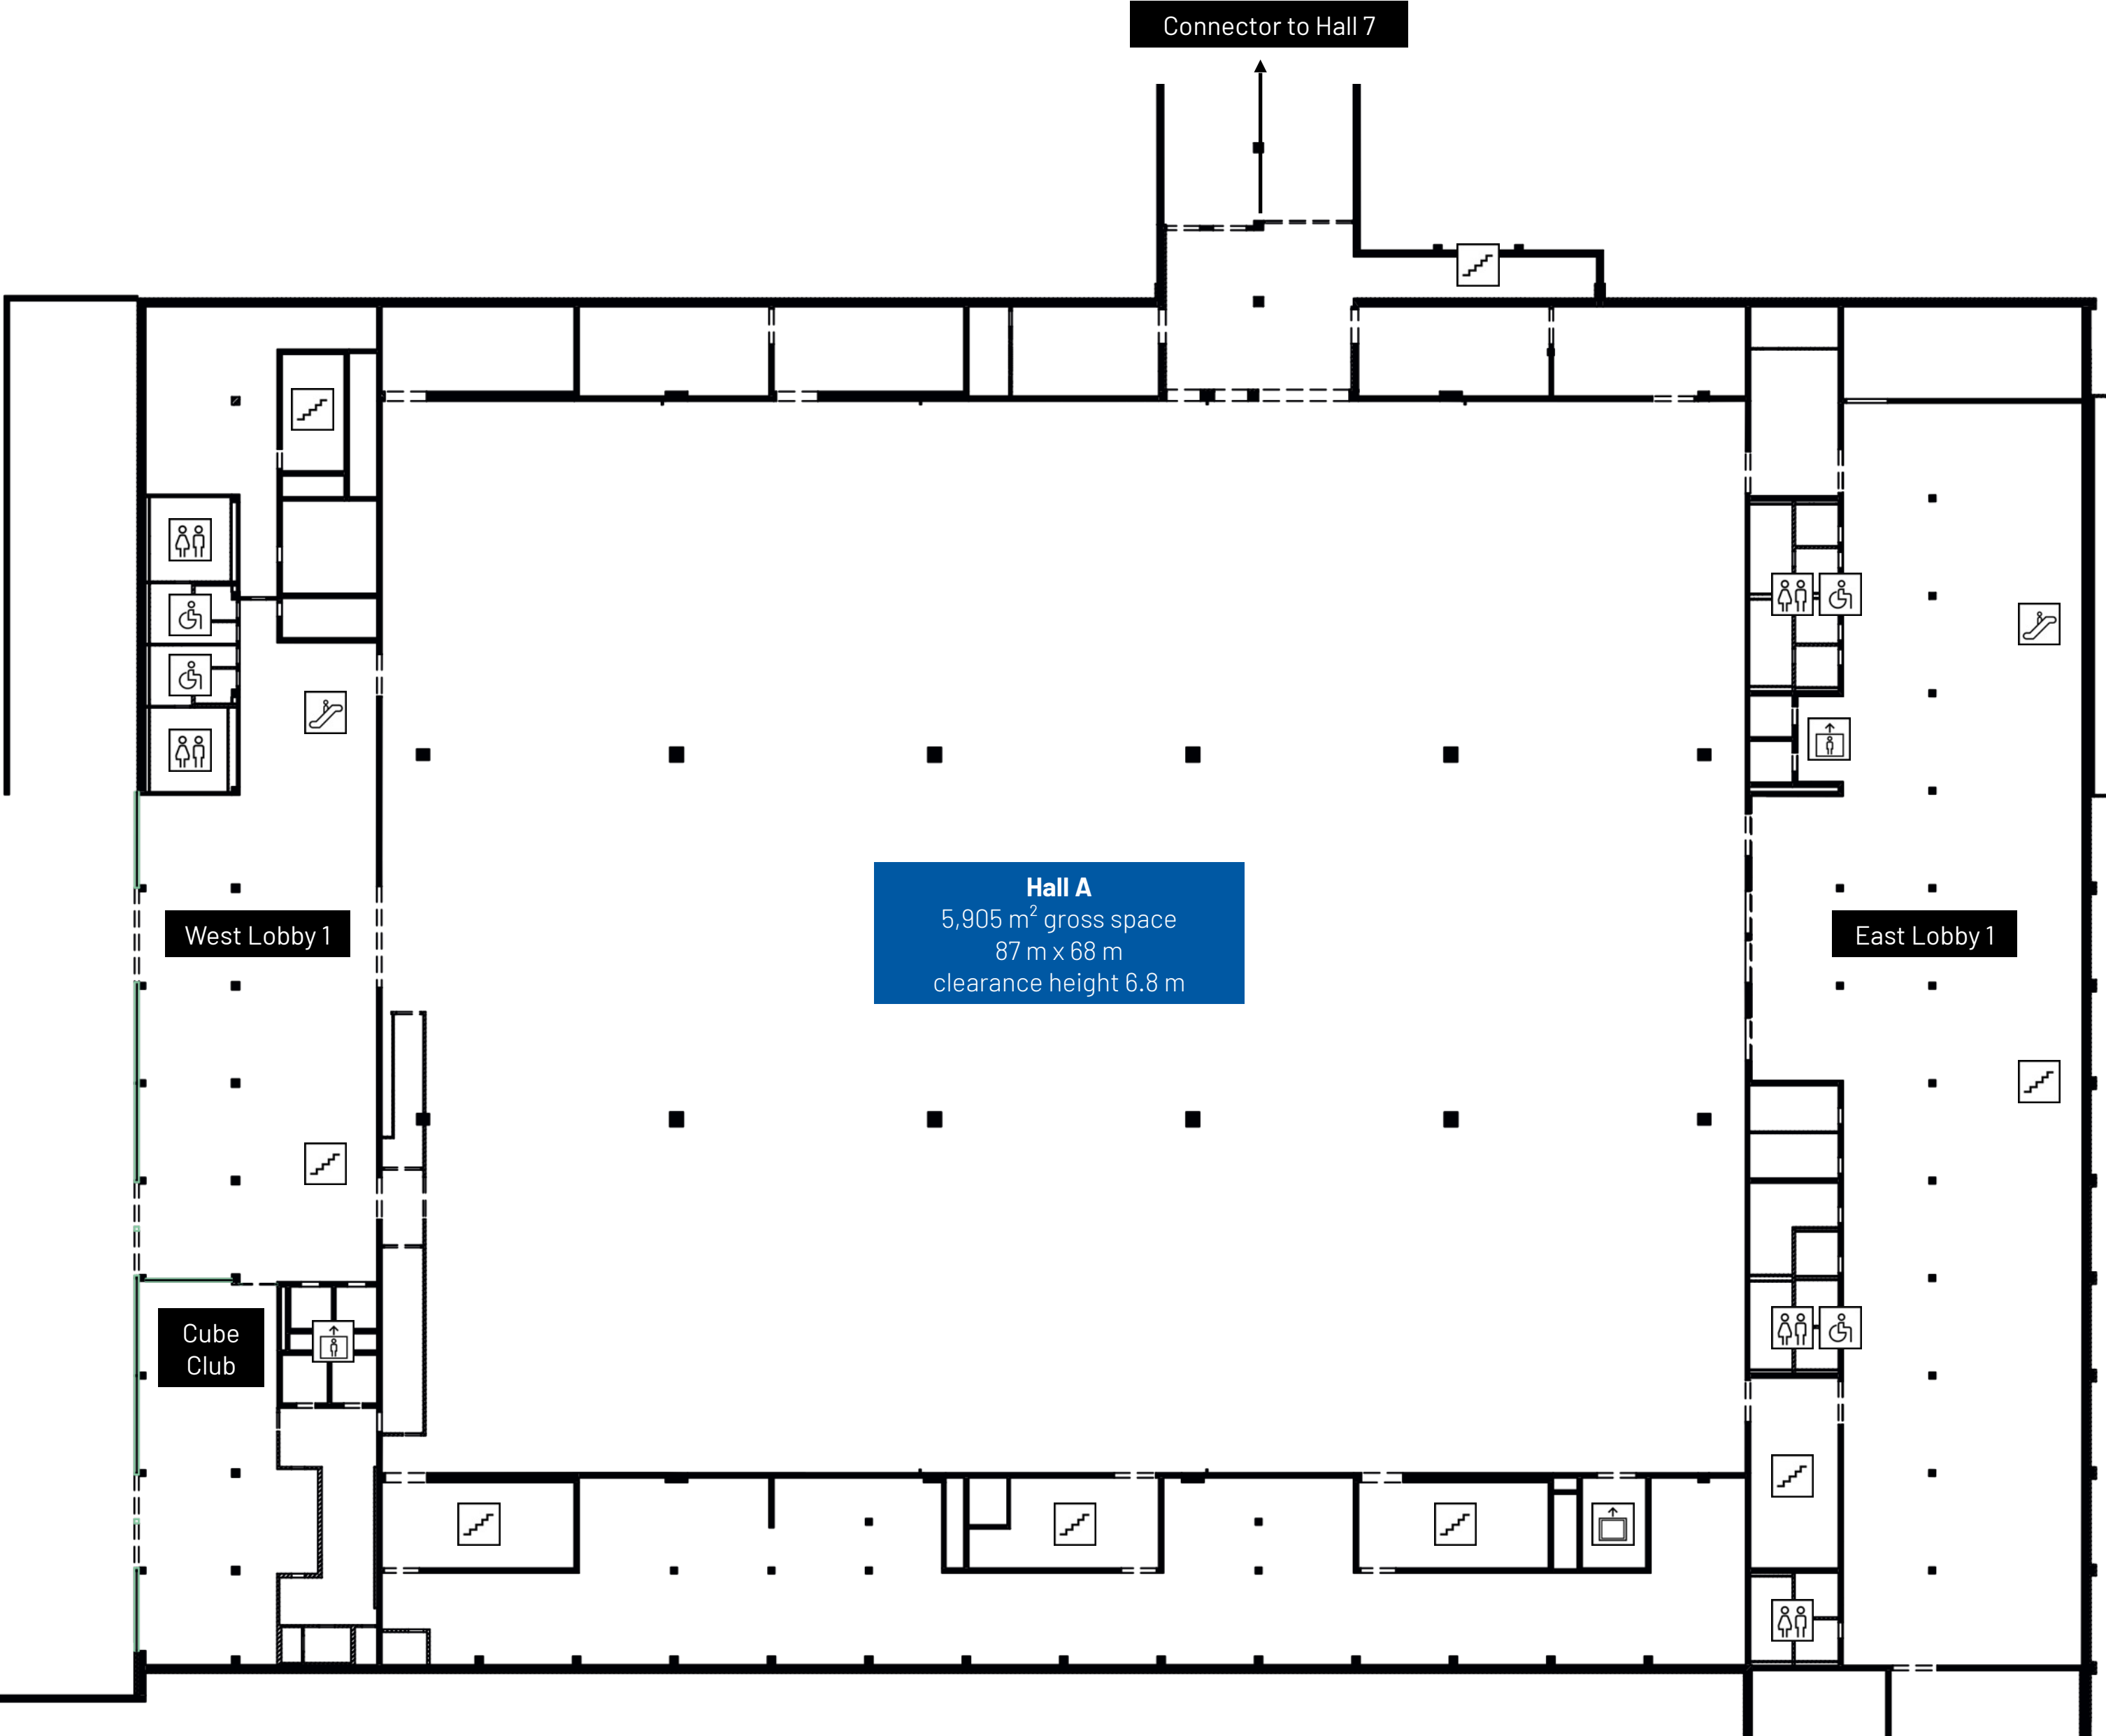 Connector to Hall 7
Hall A
5,905 m² gross space
87 m x 68 m
clearance height 6.8 m
West Lobby 1
East Lobby 1
Cube
Club